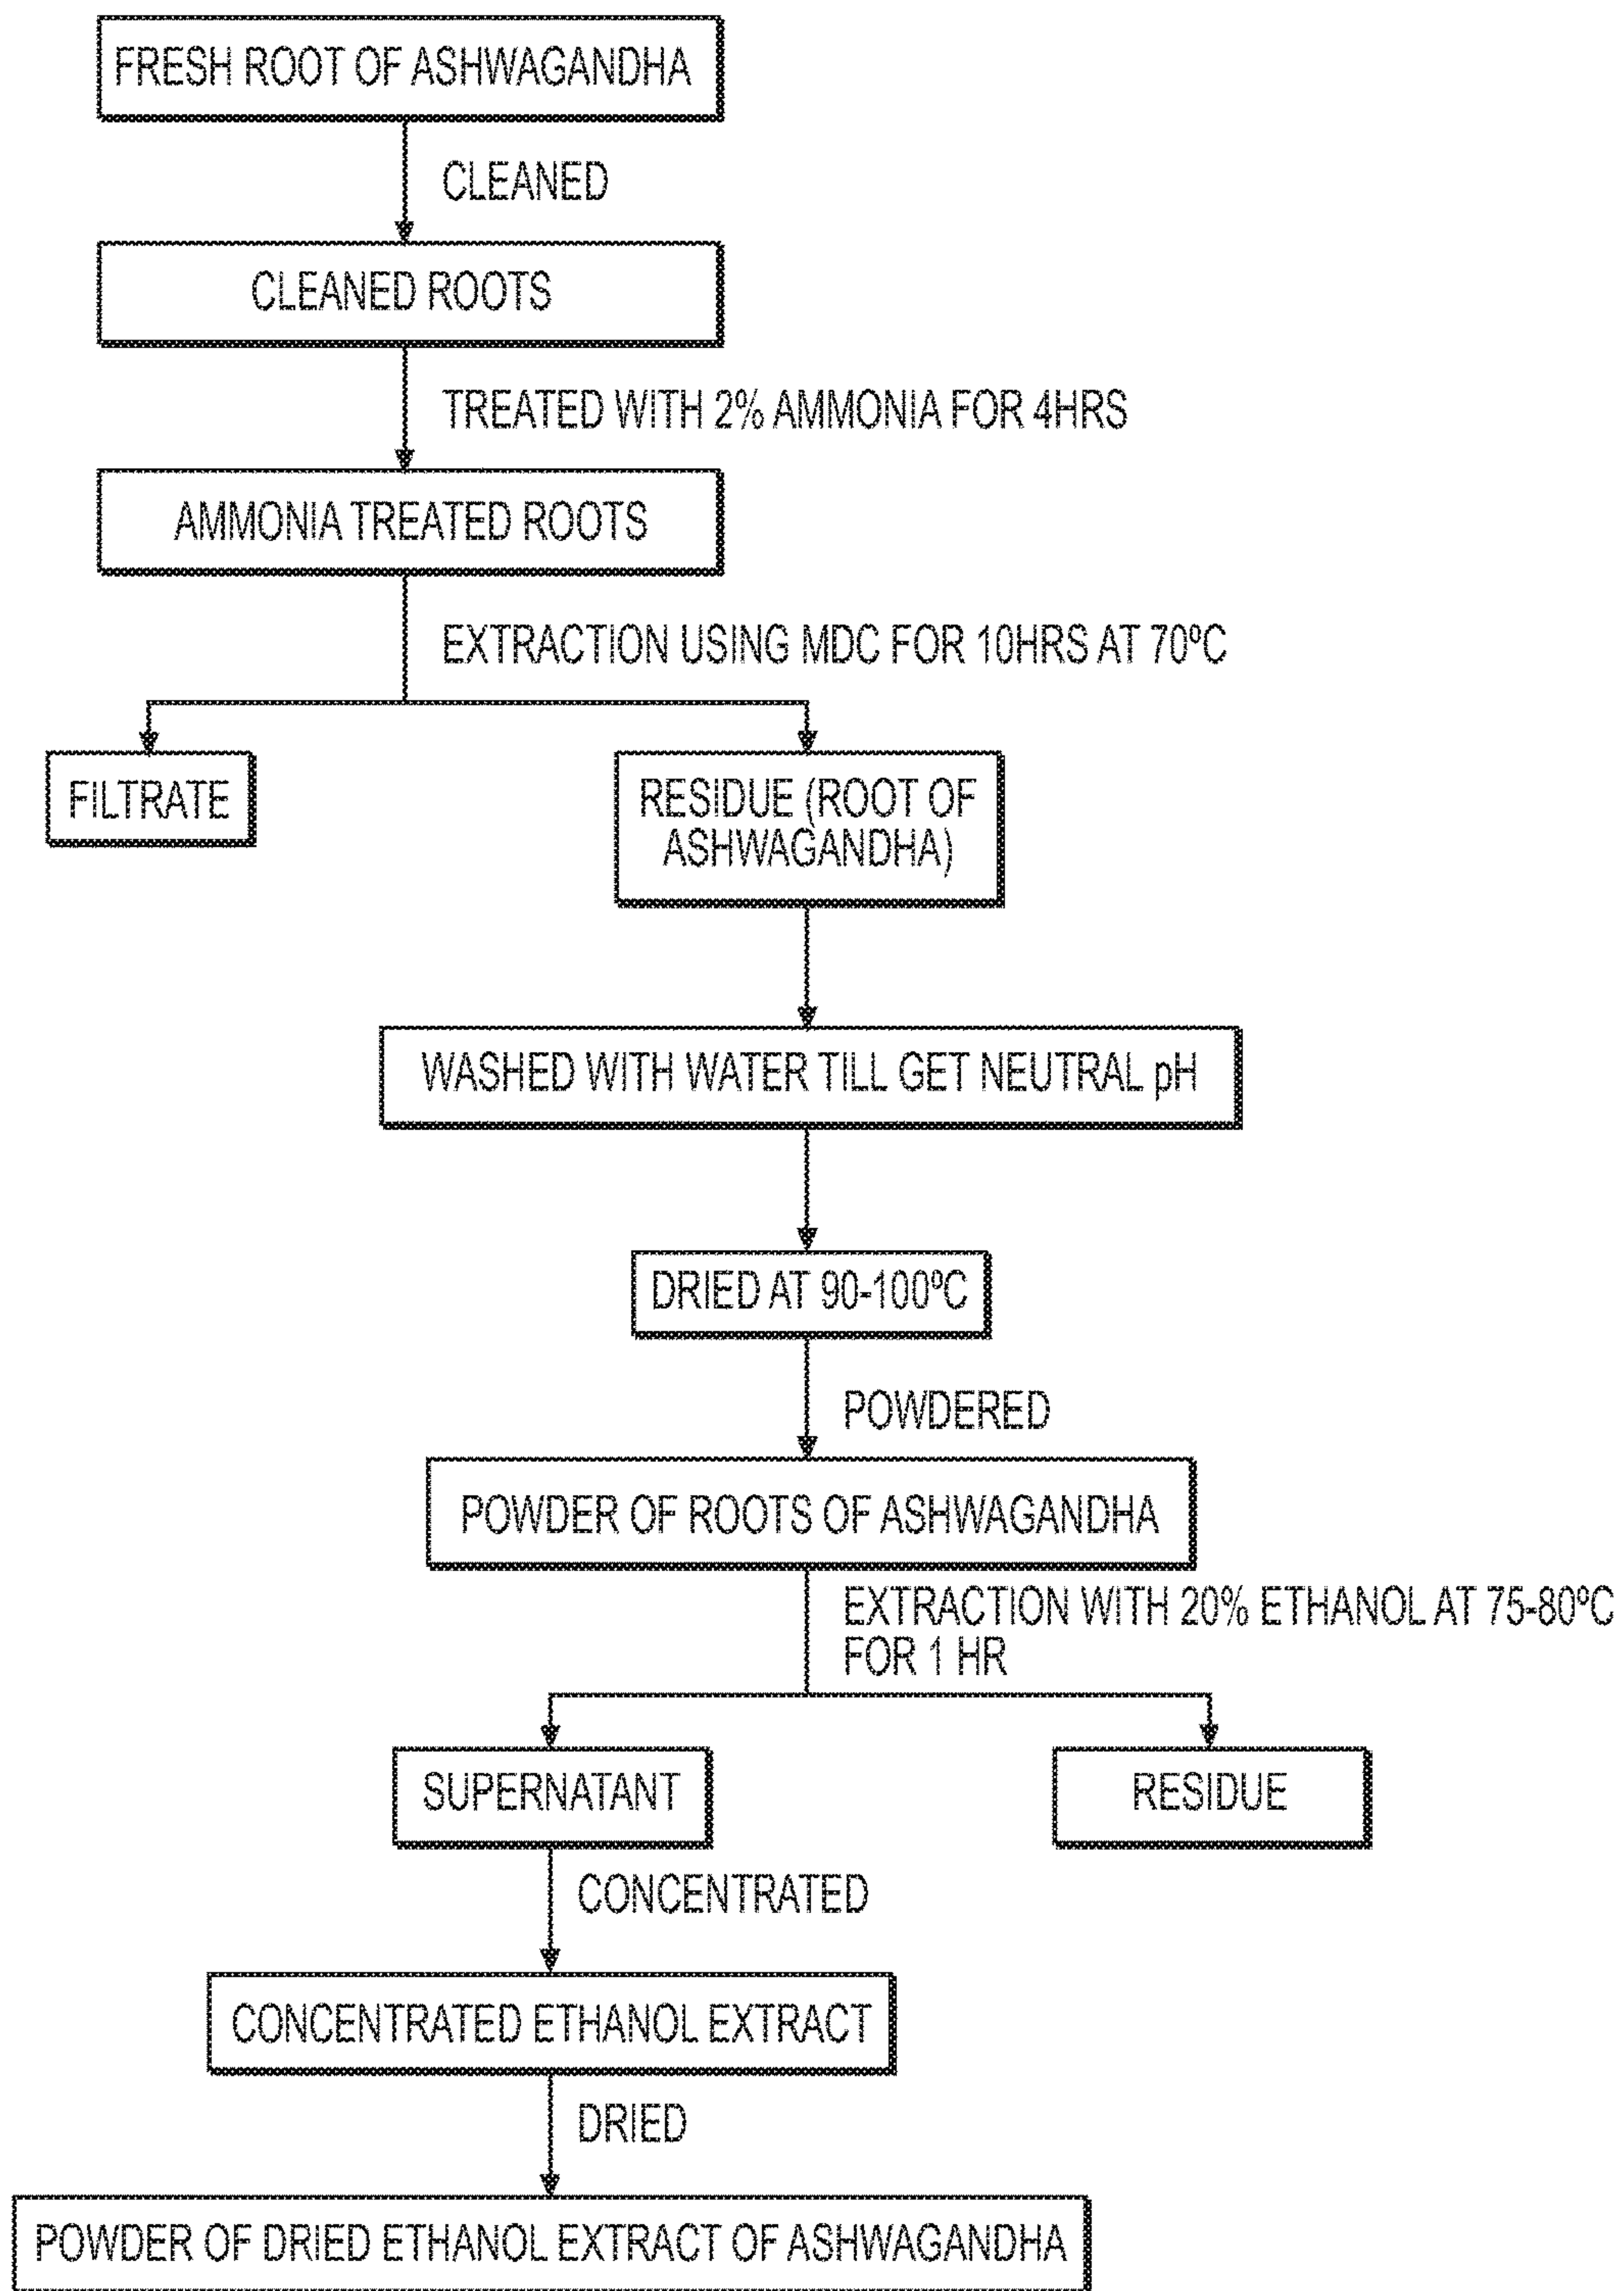 FRESH ROOT OF ASHWAGANDHA
CLEANED
CLEANED ROOTS
TREATED WITH 2% AMMONIA FOR 4HRS
AMMONIA TREATED ROOTS
EXTRACTION USING MDC FOR 10HRS AT 70ºC
FILTRATE
RESIDUE (ROOT OF
ASHWAGANDHA)
WASHED WITH WATER TILL GET NEUTRAL pH
DRIED AT 90-100ºC
POWDERED
POWDER OF ROOTS OF ASHWAGANDHA
EXTRACTION WITH 20% ETHANOL AT 75-80ºC
FOR 1 HR
SUPERNATANT
RESIDUE
CONCENTRATED
CONCENTRATED ETHANOL EXTRACT
DRIED
POWDER OF DRIED ETHANOL EXTRACT OF ASHWAGANDHA